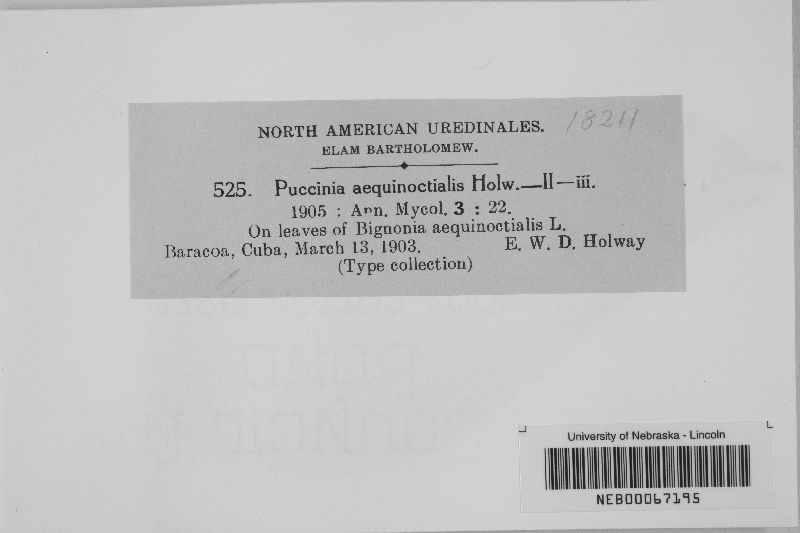 NORTH AMERICAN UREDINALES. 18211
ELAM BARTHOLOMEW.
525. Puccinia aequinoctialis Holw.—II—iii.
1905 : Ann. Mycol. 3 : 22.
On leaves of Bignonia aequinoctialis L.
Baracoa, Cuba, March 13, 1903. E. W. D. Holway
(Type collection)
University of Nebraska - Lincoln
NEB00067195